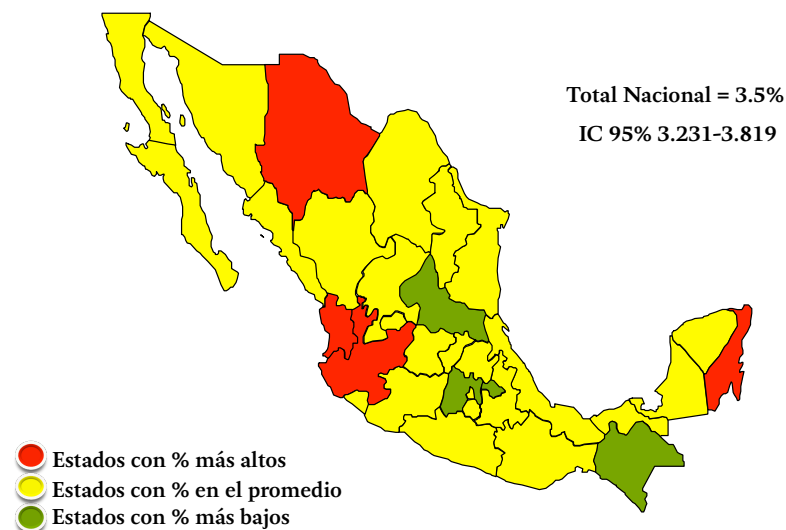 Total Nacional = 3.5%
IC 95% 3.231-3.819
Estados con % más altos
Estados con % en el promedio
Estados con % más bajos